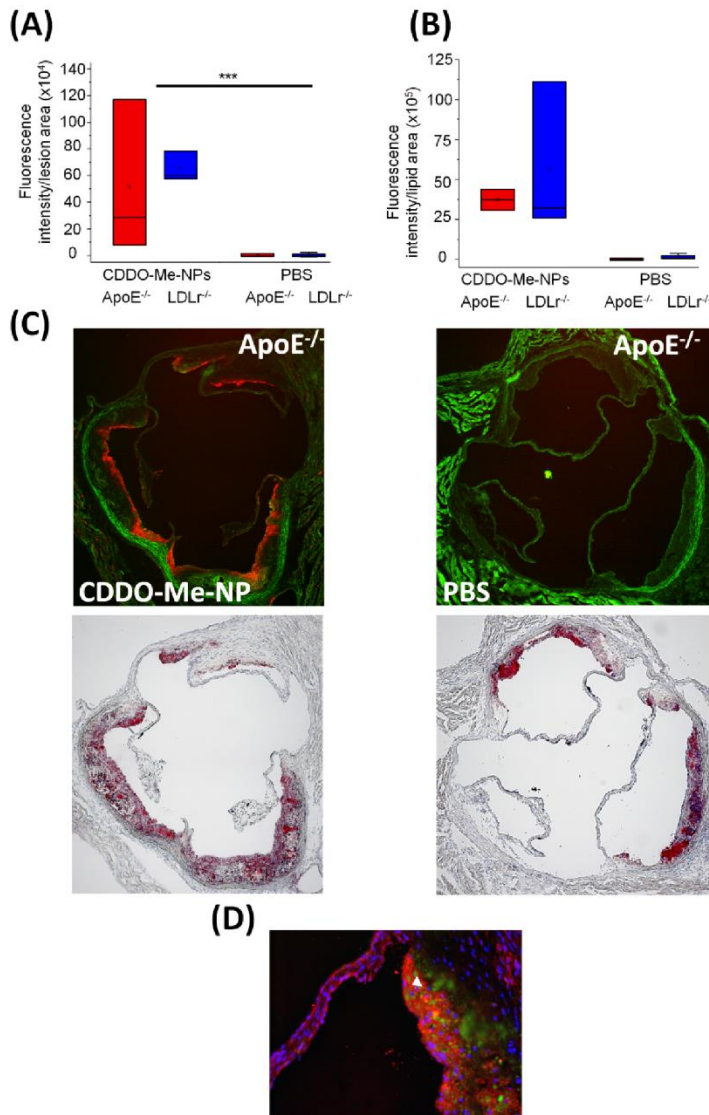 (A)
Fluorescence
intensity/lesion area (x10⁴)
140
120
100
80
60
40
20
0
***
CDDO-Me-NPs PBS
ApoE⁻/⁻ LDLr⁻/⁻ ApoE⁻/⁻ LDLr⁻/⁻
(B)
Fluorescence
intensity/lipid area (x10⁵)
125
100
75
50
25
0
CDDO-Me-NPs PBS
ApoE⁻/⁻ LDLr⁻/⁻ ApoE⁻/⁻ LDLr⁻/⁻
(C)
ApoE⁻/⁻
CDDO-Me-NP
ApoE⁻/⁻
PBS
(D)